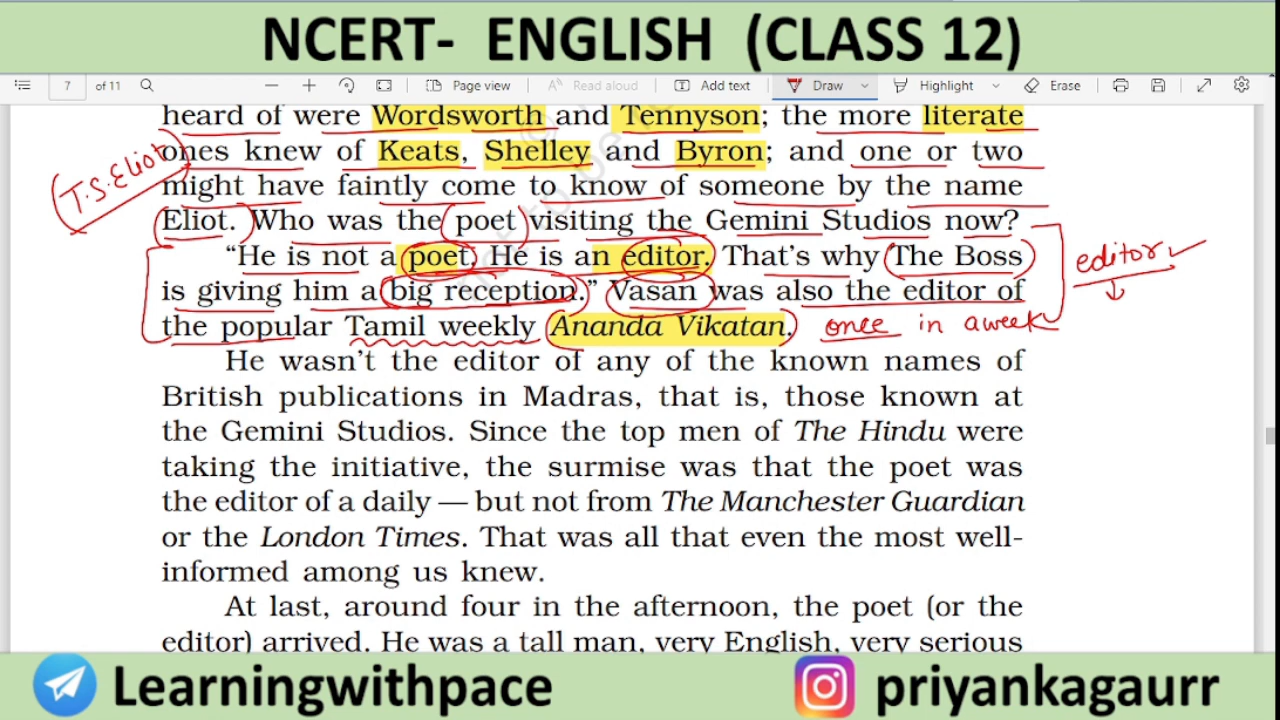 NCERT- ENGLISH (CLASS 12)
7 of 11 Page view Read aloud Add text Draw Highlight Erase
heard of were Wordsworth and Tennyson; the more literate
T.S.Eliot
ones knew of Keats, Shelley and Byron; and one or two
might have faintly come to know of someone by the name
Eliot. Who was the poet visiting the Gemini Studios now?
“He is not a poet. He is an editor. That’s why The Boss
editor
is giving him a big reception.” Vasan was also the editor of
the popular Tamil weekly Ananda Vikatan.
once in a week
He wasn’t the editor of any of the known names of
British publications in Madras, that is, those known at
the Gemini Studios. Since the top men of The Hindu were
taking the initiative, the surmise was that the poet was
the editor of a daily — but not from The Manchester Guardian
or the London Times. That was all that even the most well-
informed among us knew.
At last, around four in the afternoon, the poet (or the
editor) arrived. He was a tall man, very English, very serious
Learningwithpace
priyankagaurr